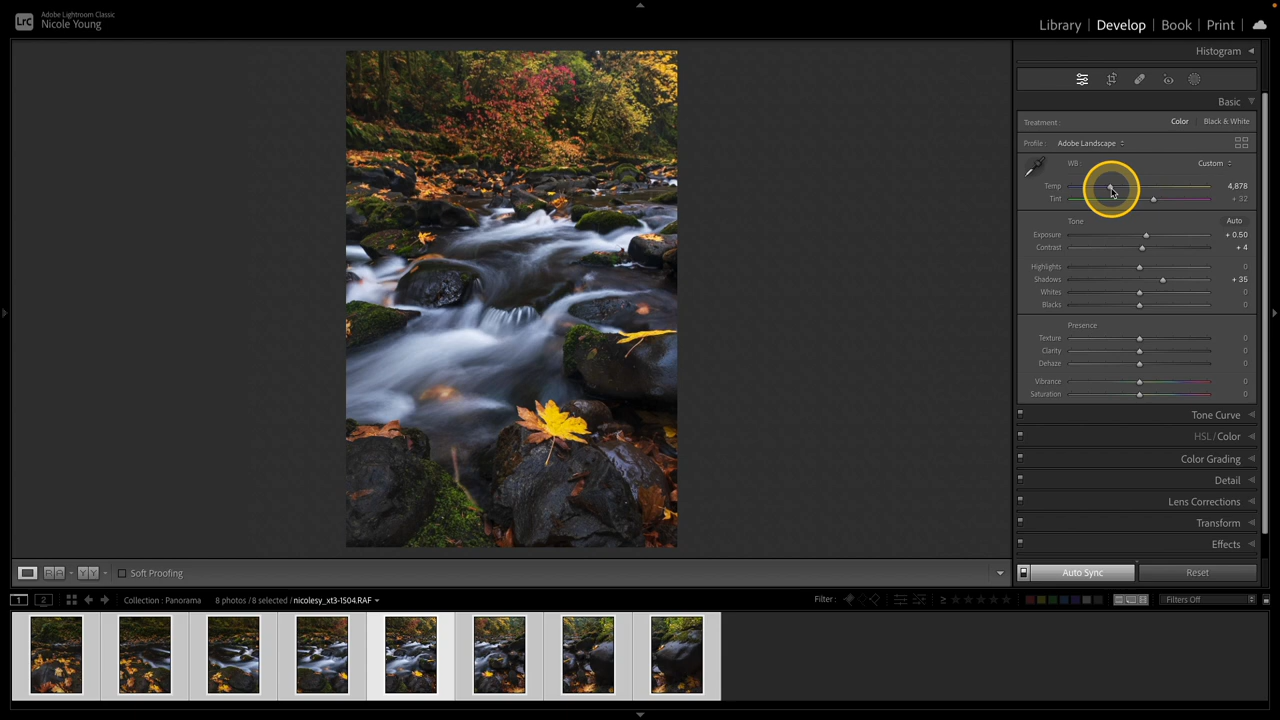 LrC
Adobe Lightroom Classic
Nicole Young
Library | Develop | Book | Print
Histogram
Basic
Treatment : Color Black & White
Profile : Adobe Landscape
WB : Custom
Temp 4,878
Tint + 32
Tone Auto
Exposure + 0.50
Contrast + 4
Highlights 0
Shadows + 35
Whites 0
Blacks 0
Presence
Texture 0
Clarity 0
Dehaze 0
Vibrance 0
Saturation 0
Tone Curve
HSL / Color
Color Grading
Detail
Lens Corrections
Transform
Effects
R A Y Y Soft Proofing Auto Sync Reset
1 2 Collection : Panorama 8 photos / 8 selected / nicolesy_xt3-1504.RAF Filter : ≥ Filters Off